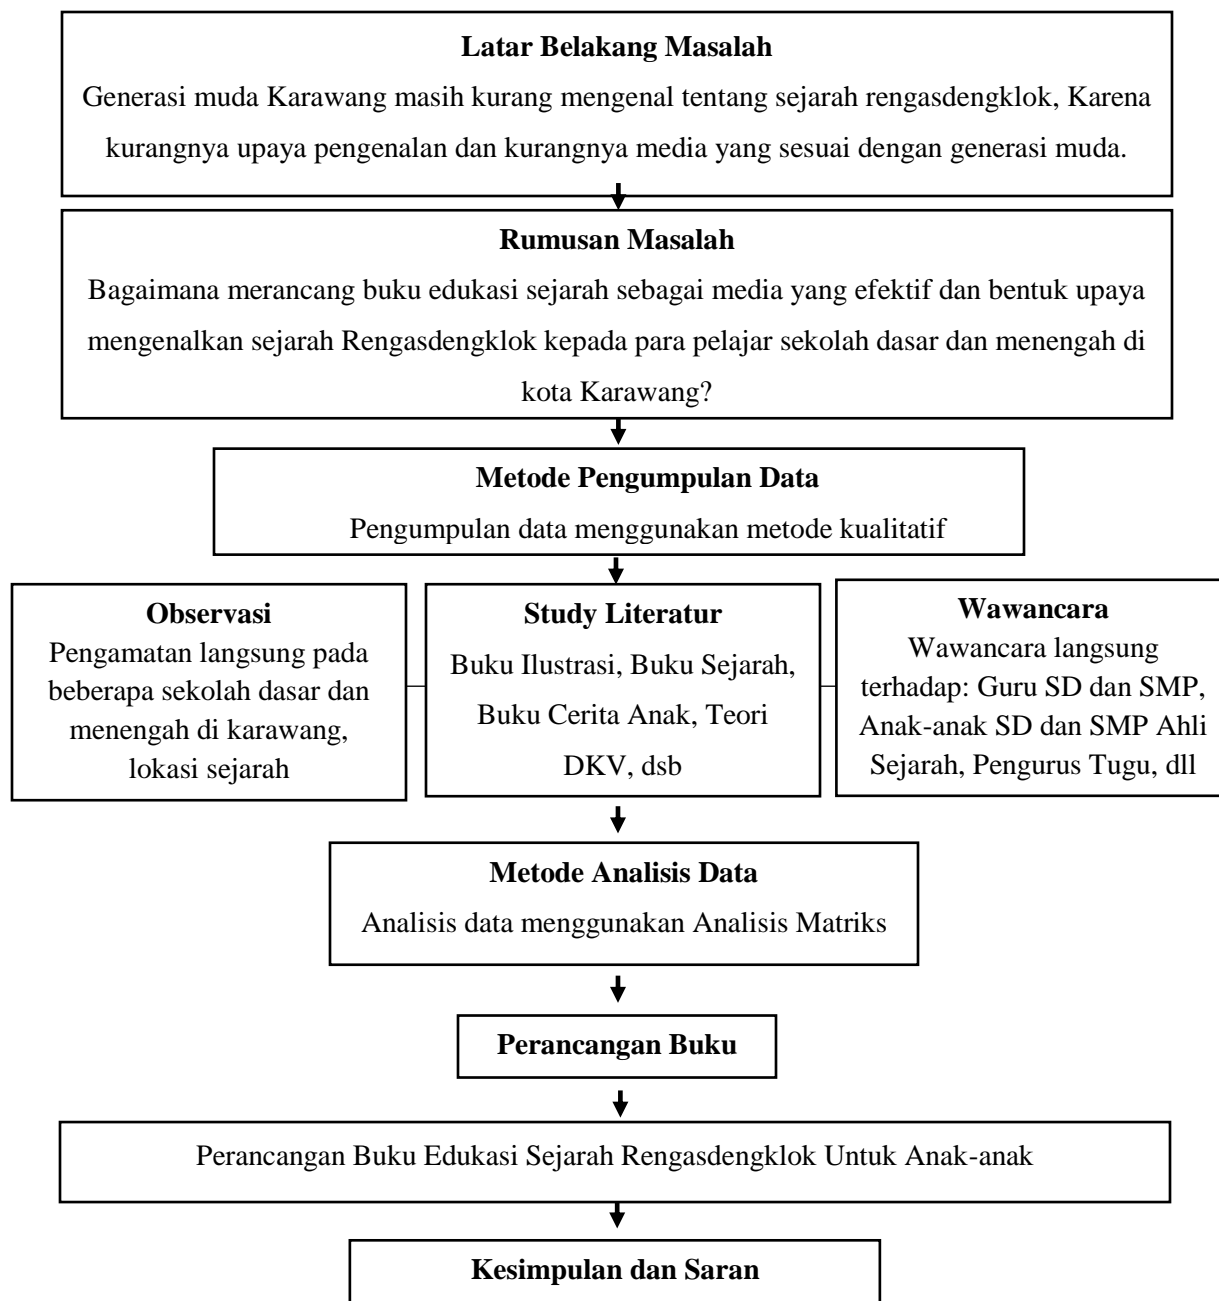 Latar Belakang Masalah
Generasi muda Karawang masih kurang mengenal tentang sejarah rengasdengklok, Karena
kurangnya upaya pengenalan dan kurangnya media yang sesuai dengan generasi muda.
Rumusan Masalah
Bagaimana merancang buku edukasi sejarah sebagai media yang efektif dan bentuk upaya
mengenalkan sejarah Rengasdengklok kepada para pelajar sekolah dasar dan menengah di
kota Karawang?
Metode Pengumpulan Data
Pengumpulan data menggunakan metode kualitatif
Observasi
Pengamatan langsung pada
beberapa sekolah dasar dan
menengah di karawang,
lokasi sejarah
Study Literatur
Buku Ilustrasi, Buku Sejarah,
Buku Cerita Anak, Teori
DKV, dsb
Wawancara
Wawancara langsung
terhadap: Guru SD dan SMP,
Anak-anak SD dan SMP Ahli
Sejarah, Pengurus Tugu, dll
Metode Analisis Data
Analisis data menggunakan Analisis Matriks
Perancangan Buku
Perancangan Buku Edukasi Sejarah Rengasdengklok Untuk Anak-anak
Kesimpulan dan Saran